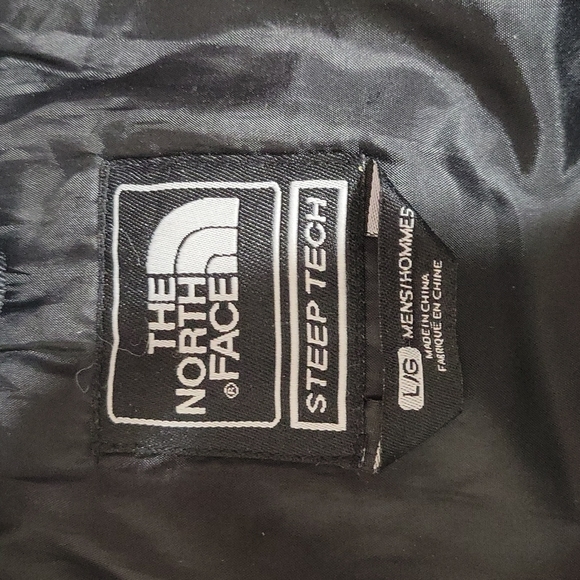 THE
NORTH
FACE®
STEEP TECH
L/G MENS/HOMMES
MADE IN CHINA
FABRIQUÉ EN CHINE